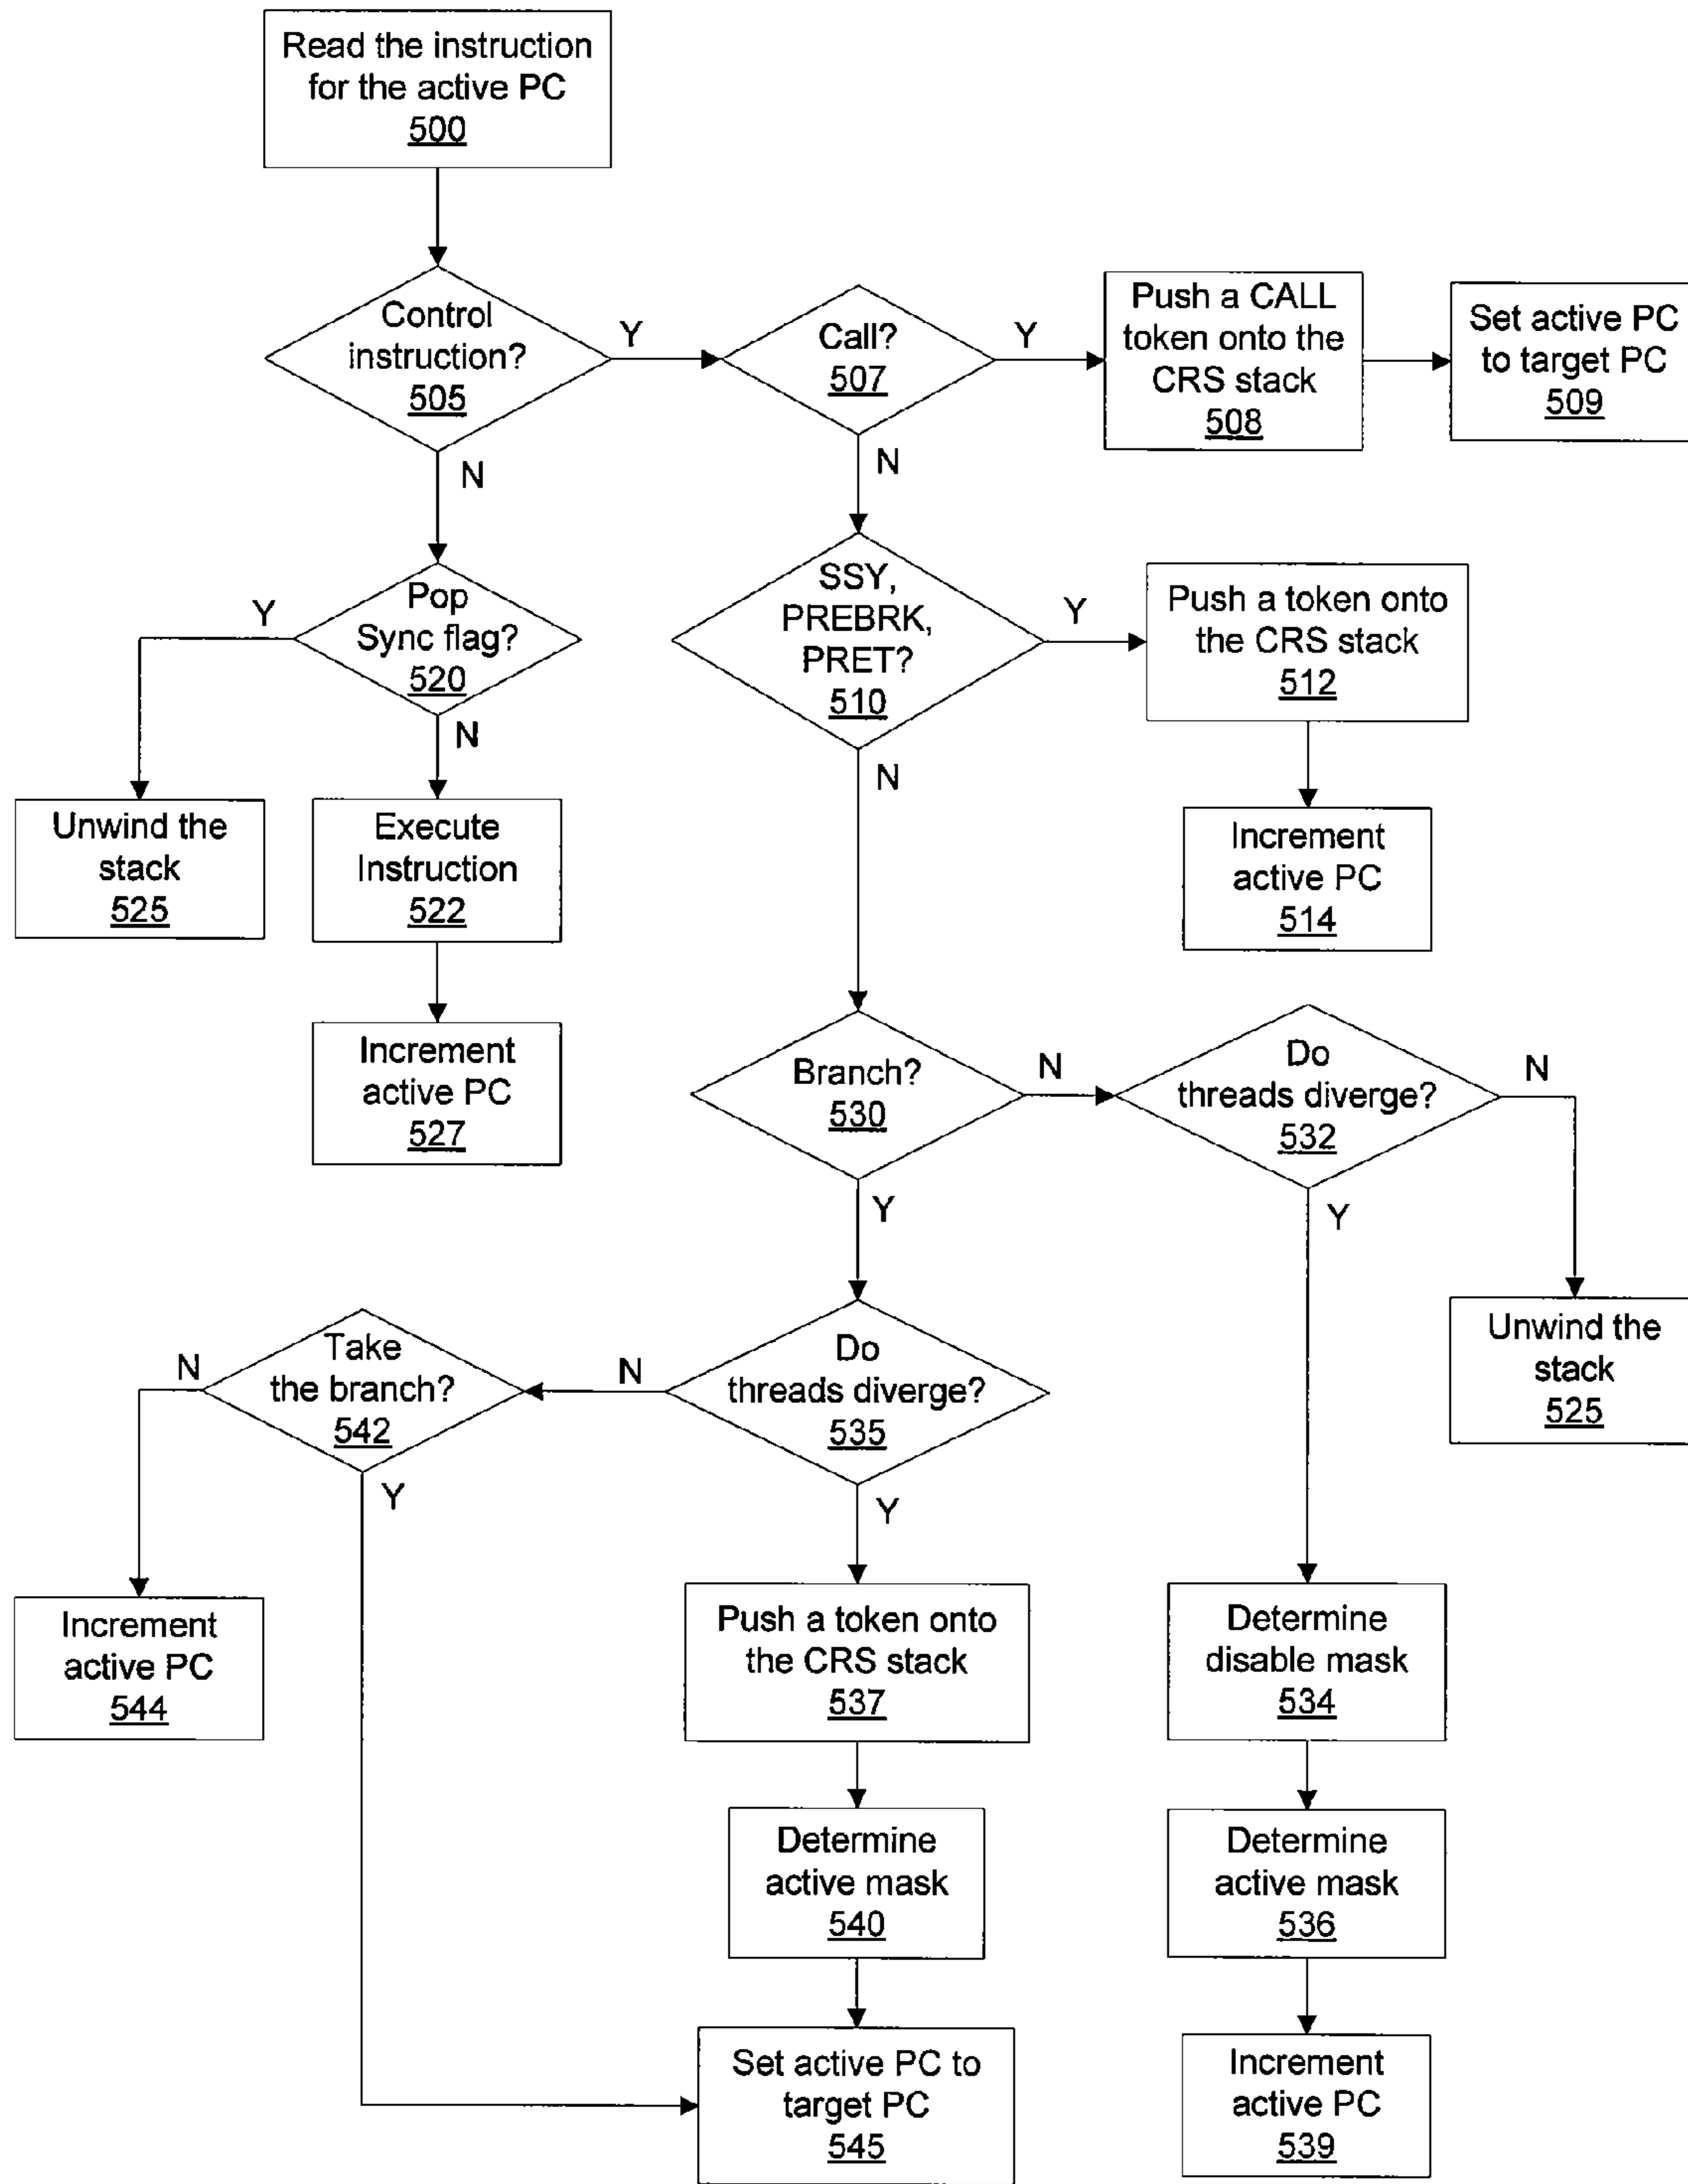 Read the instruction
for the active PC
500
Control
instruction?
505
Y
Call?
507
Y
Push a CALL
token onto the
CRS stack
508
Set active PC
to target PC
509
N
N
Pop
Sync flag?
520
Y
N
SSY,
PREBRK,
PRET?
510
Y
Push a token onto
the CRS stack
512
N
Unwind the
stack
525
Execute
Instruction
522
Increment
active PC
514
Increment
active PC
527
Branch?
530
N
Do
threads diverge?
532
N
Y
Y
Unwind the
stack
525
Take
the branch?
542
N
Y
N
Do
threads diverge?
535
Y
Increment
active PC
544
Push a token onto
the CRS stack
537
Determine
disable mask
534
Determine
active mask
540
Determine
active mask
536
Set active PC to
target PC
545
Increment
active PC
539